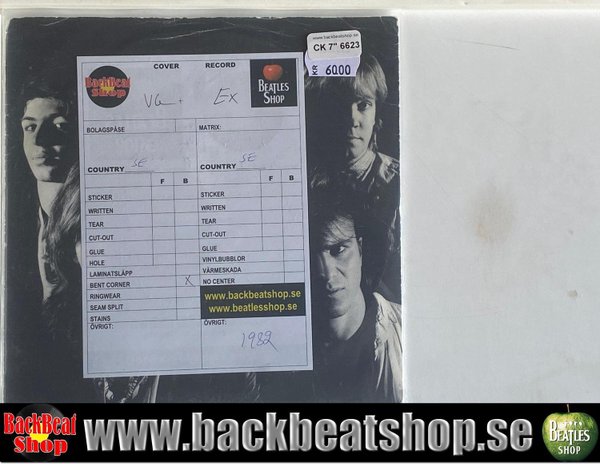 www.backbeatshop.se
CK 7" 6623
KR 60.00
BackBeat
Shop
COVER RECORD
VG+ EX
BEATLES
SHOP
BOLAGSPÅSE MATRIX:
COUNTRY SE COUNTRY SE
F B F B
STICKER STICKER
WRITTEN WRITTEN
TEAR TEAR
CUT-OUT CUT-OUT
GLUE GLUE
HOLE VINYLBUBBLOR
LAMINATSLÄPP VÄRMESKADA
BENT CORNER X NO CENTER
RINGWEAR
SEAM SPLIT
STAINS
www.backbeatshop.se
www.beatlesshop.se
ÖVRIGT: ÖVRIGT:
1982
BackBeat
Shop
www.backbeatshop.se
BEATLES
SHOP